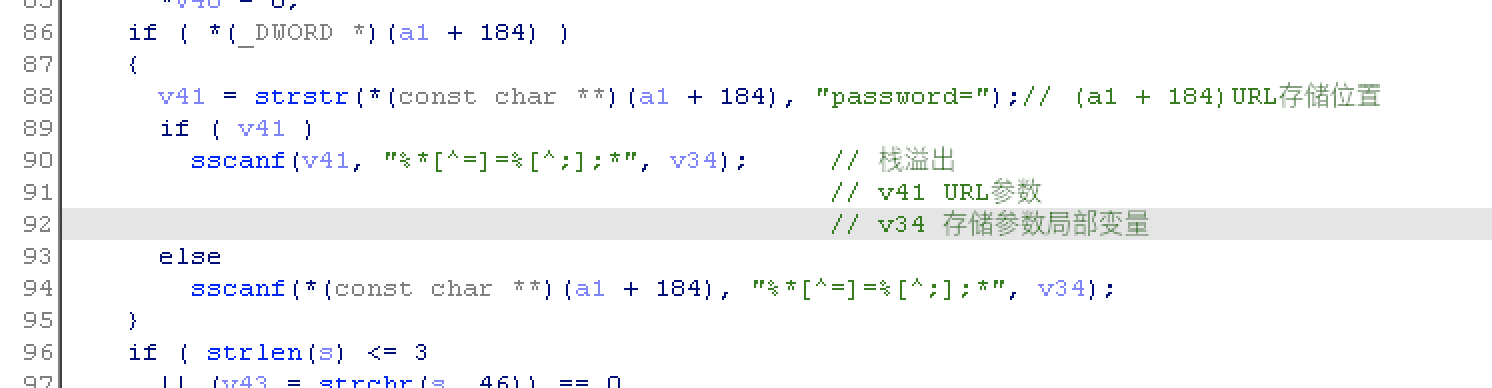 86 if ( *(_DWORD *)(a1 + 184) )
87 {
88 v41 = strstr(*(const char **)(a1 + 184), "password=");// (a1 + 184)URL存储位置
89 if ( v41 )
90 sscanf(v41, "%*[^=]=%[^;];*", v34); // 栈溢出
91 // v41 URL参数
92 // v34 存储参数局部变量
93 else
94 sscanf(*(const char **)(a1 + 184), "%*[^=]=%[^;];*", v34);
95 }
96 if ( strlen(s) <= 3
97 || (v43 = strchr(s, 46)) == 0